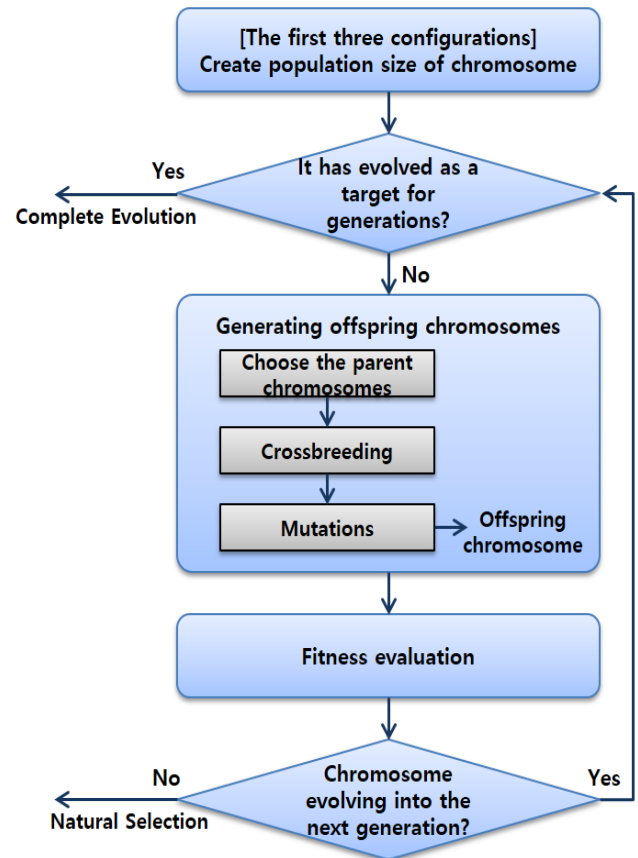 [The first three configurations]
Create population size of chromosome
Yes
It has evolved as a
target for
generations?
Complete Evolution
No
Generating offspring chromosomes
Choose the parent
chromosomes
Crossbreeding
Mutations
Offspring
chromosome
Fitness evaluation
No
Chromosome
evolving into the
next generation?
Yes
Natural Selection